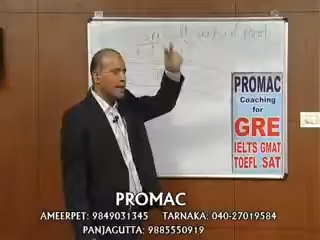 PROMAC
Coaching
for
GRE
IELTS GMAT
TOEFL SAT
PROMAC
AMEERPET: 9849031345 TARNAKA: 040-27019584
PANJAGUTTA: 9885550919